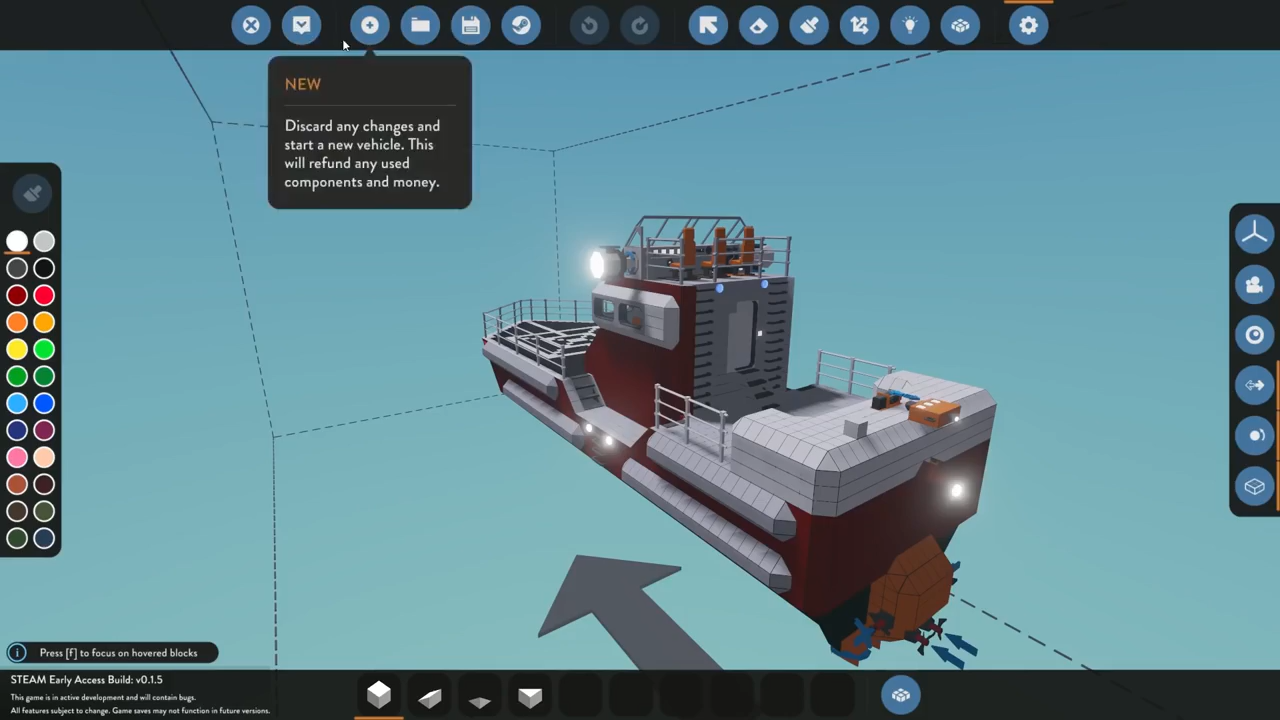 NEW
Discard any changes and
start a new vehicle. This
will refund any used
components and money.
Press [f] to focus on hovered blocks
STEAM Early Access Build: v0.1.5
This game is in active development and will contain bugs.
All features subject to change. Game saves may not function in future versions.